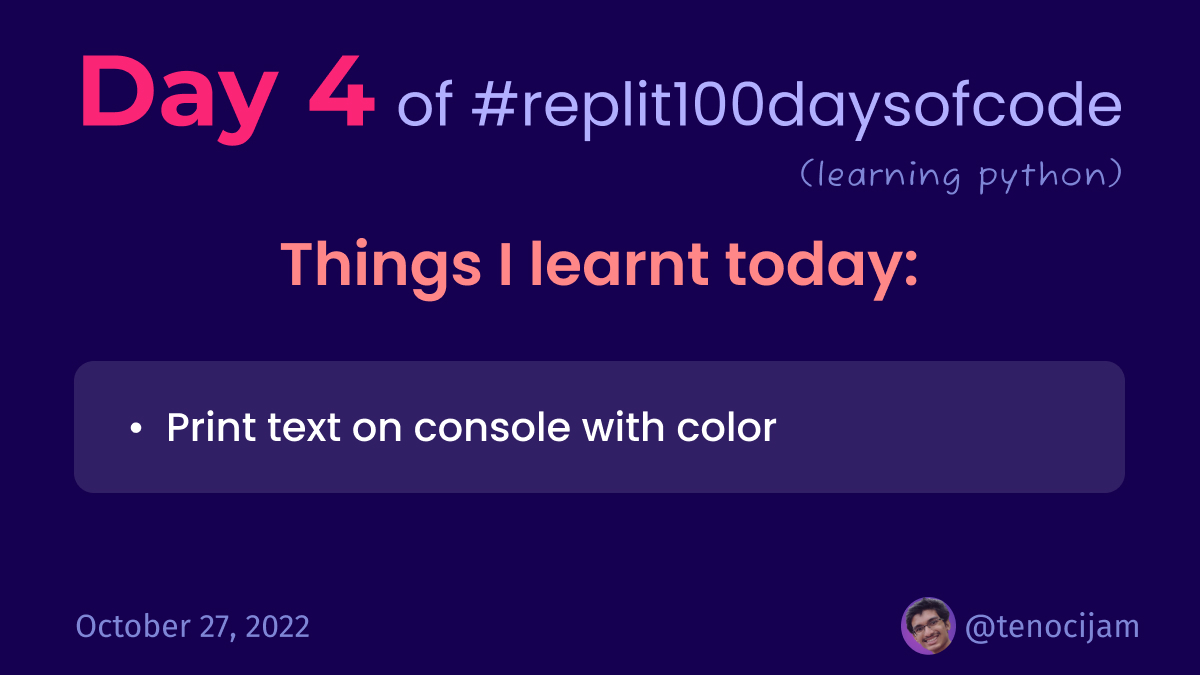 Day 4 of #replit100daysofcode
(learning python)
Things I learnt today:
• Print text on console with color
October 27, 2022
@tenocijam